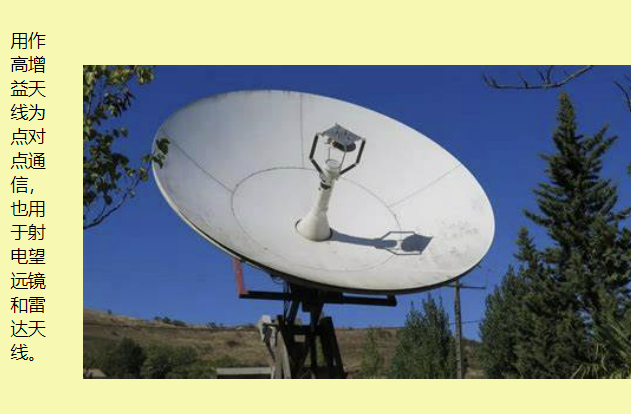 用作
高增
益天
线为
点对
点通
信，
也用
于射
电望
远镜
和雷
达天
线。